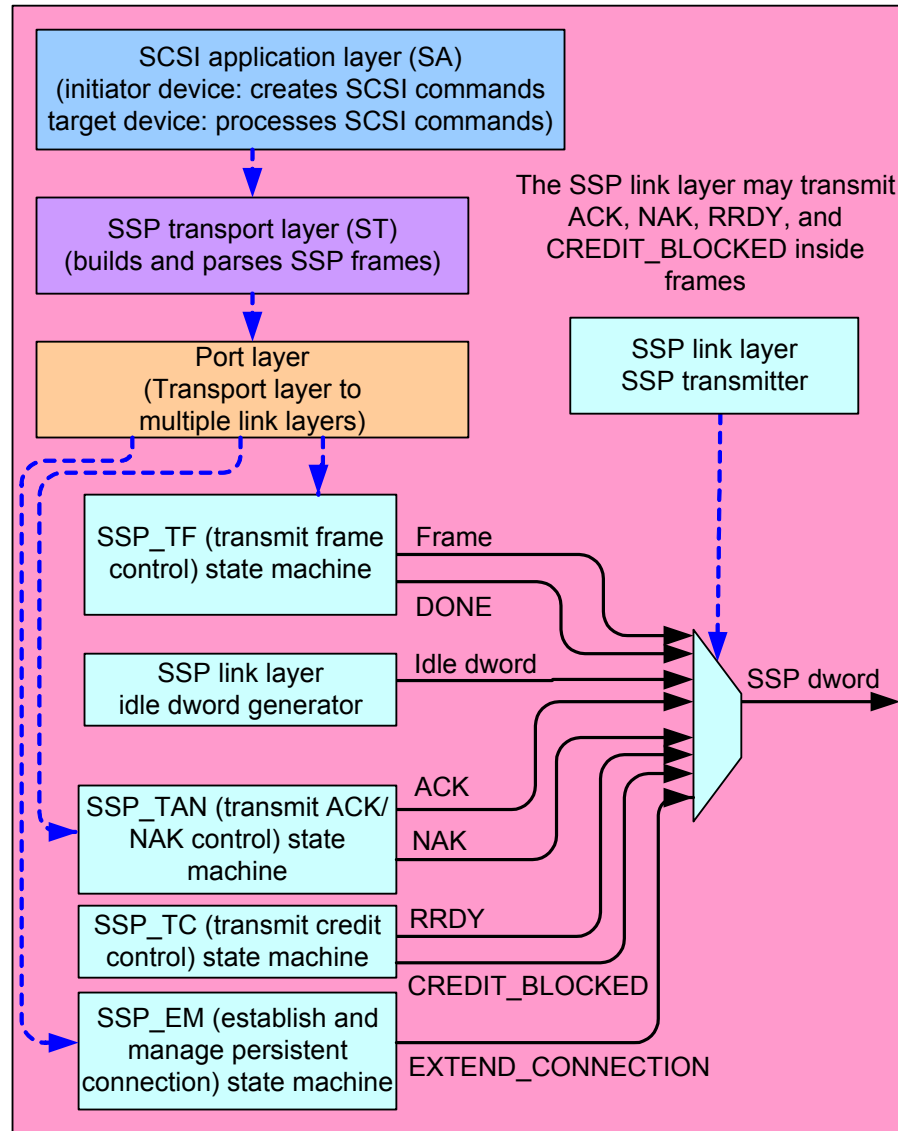 SCSI application layer (SA)
(initiator device: creates SCSI commands
target device: processes SCSI commands)
The SSP link layer may transmit
ACK, NAK, RRDY, and
CREDIT_BLOCKED inside
frames
SSP transport layer (ST)
(builds and parses SSP frames)
Port layer
(Transport layer to
multiple link layers)
SSP link layer
SSP transmitter
SSP_TF (transmit frame
control) state machine
Frame
DONE
SSP link layer
idle dword generator
Idle dword
SSP dword
SSP_TAN (transmit ACK/
NAK control) state
machine
ACK
NAK
SSP_TC (transmit credit
control) state machine
RRDY
CREDIT_BLOCKED
SSP_EM (establish and
manage persistent
connection) state machine
EXTEND_CONNECTION